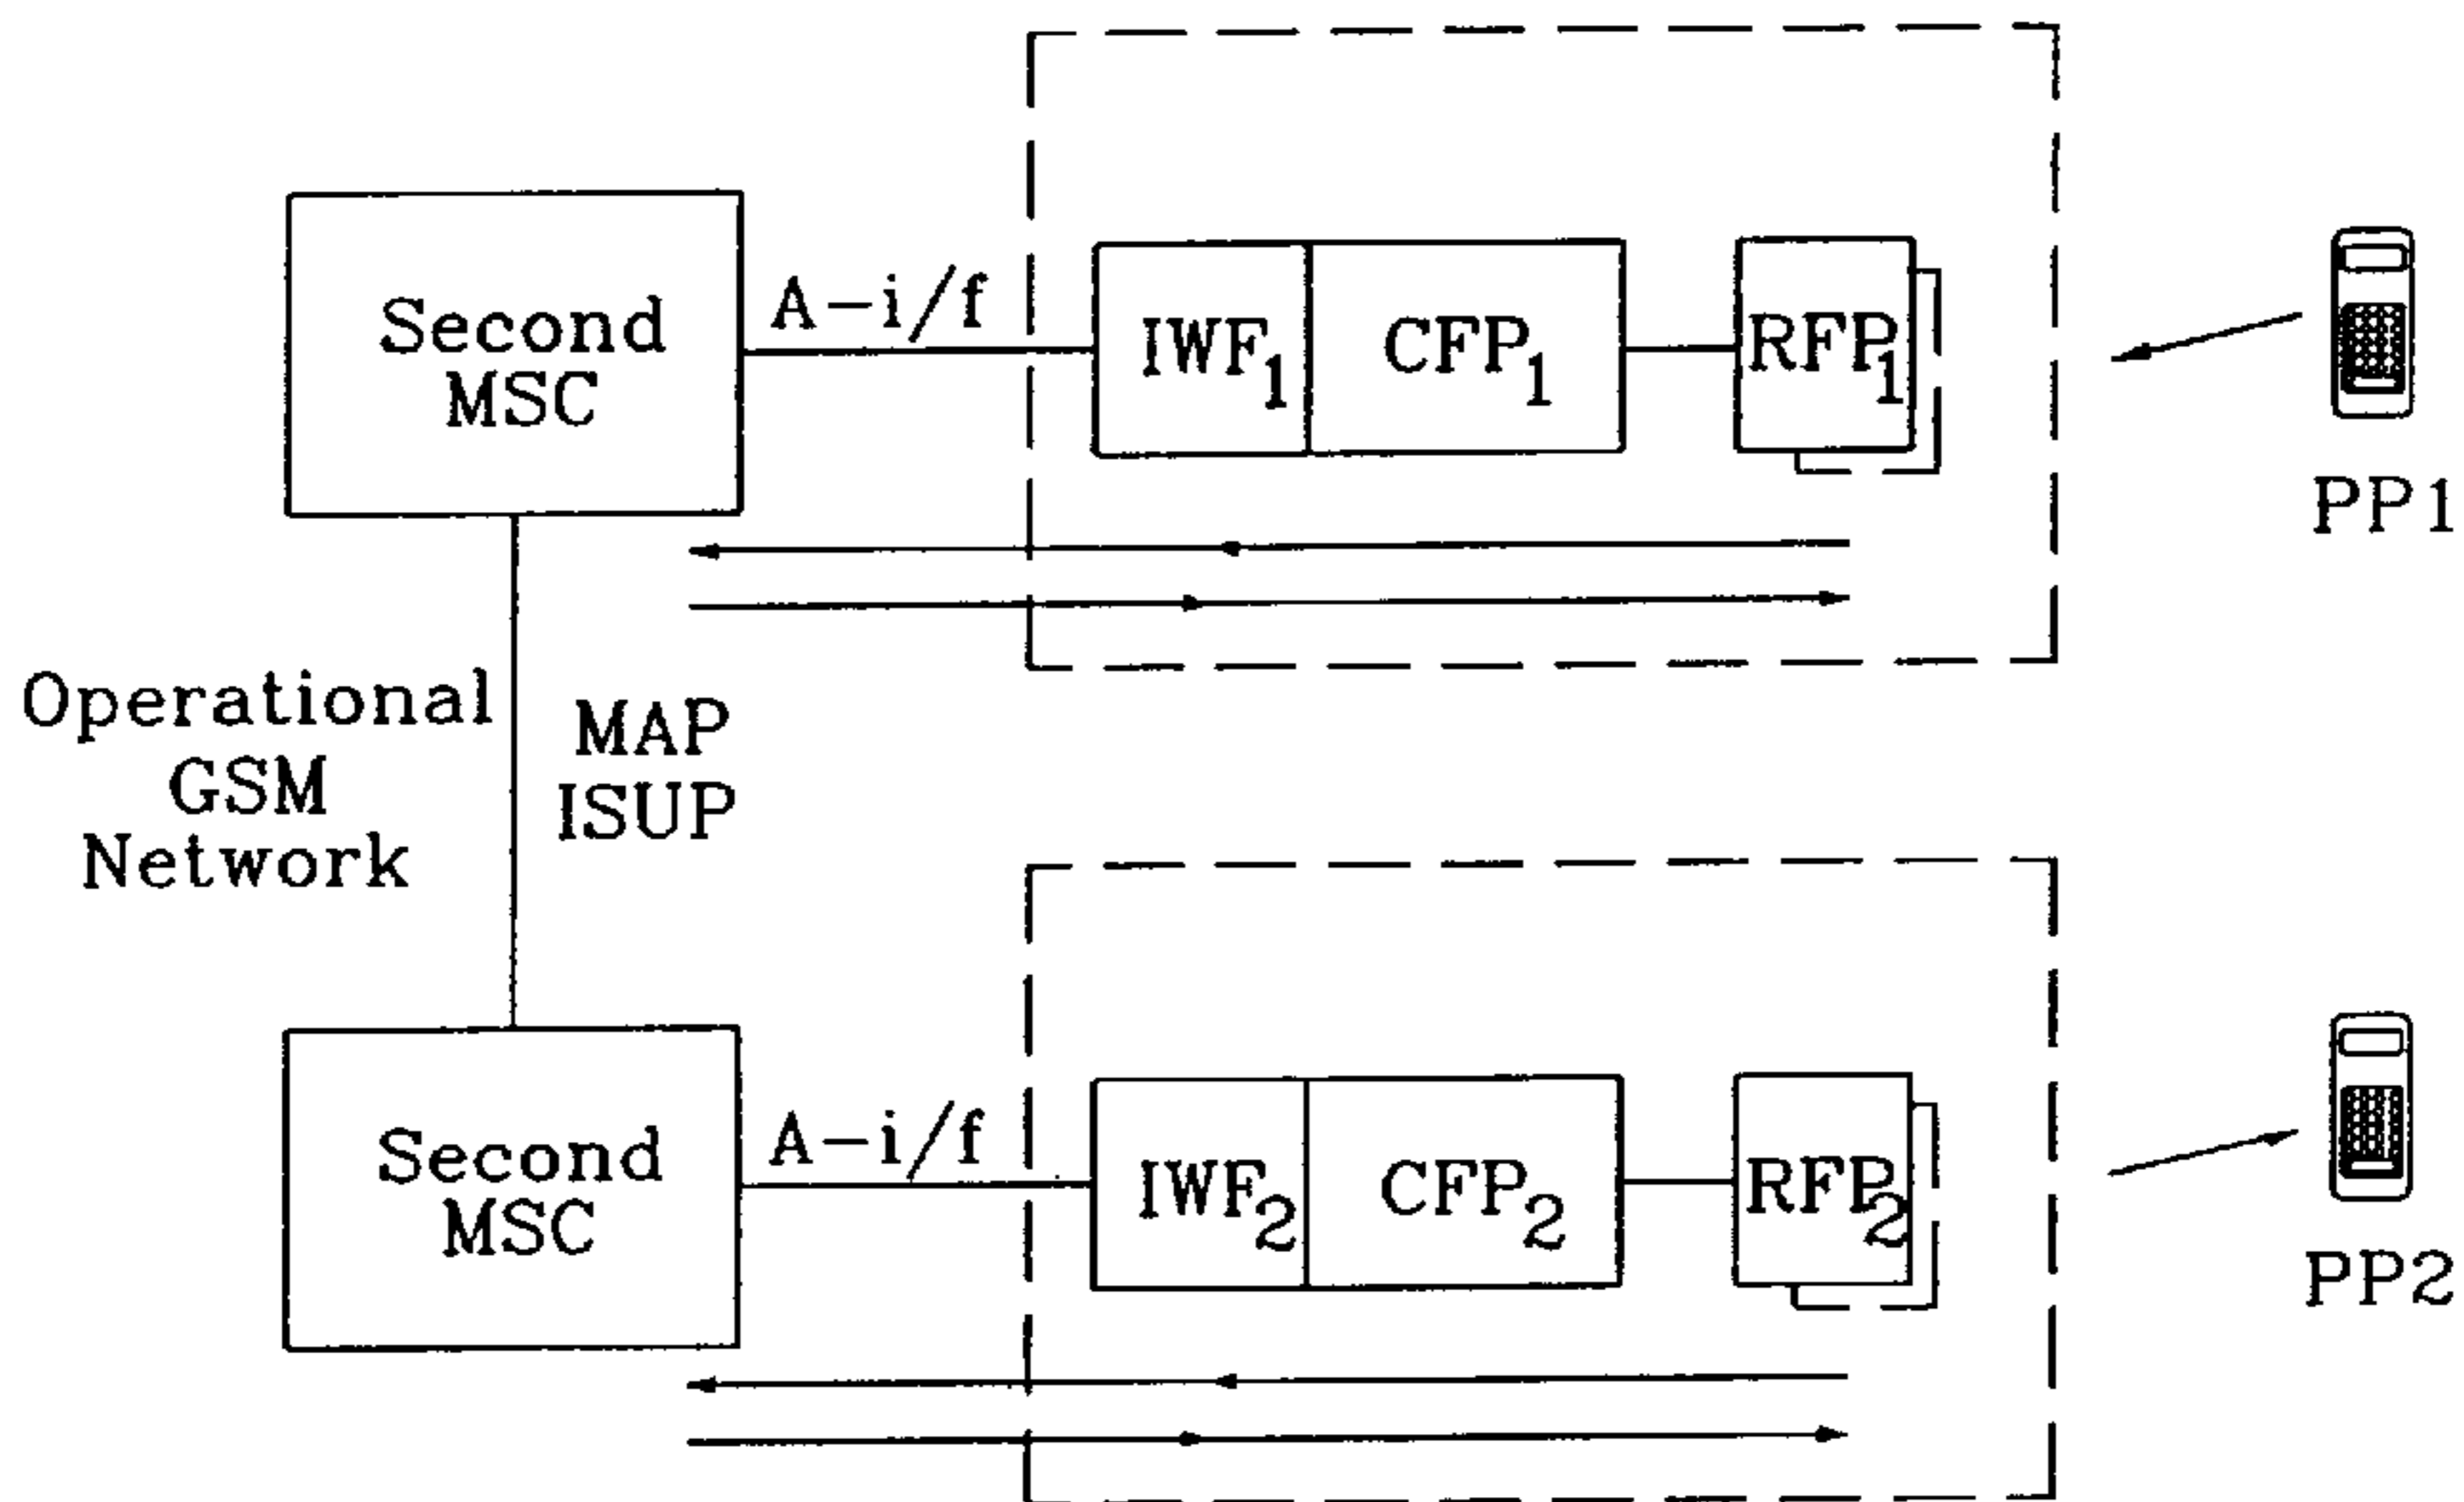 Second
MSC
A-i/f
IWF1
CFP1
RFP1
PP1
Operational
GSM
Network
MAP
ISUP
Second
MSC
A-i/f
IWF2
CFP2
RFP2
PP2